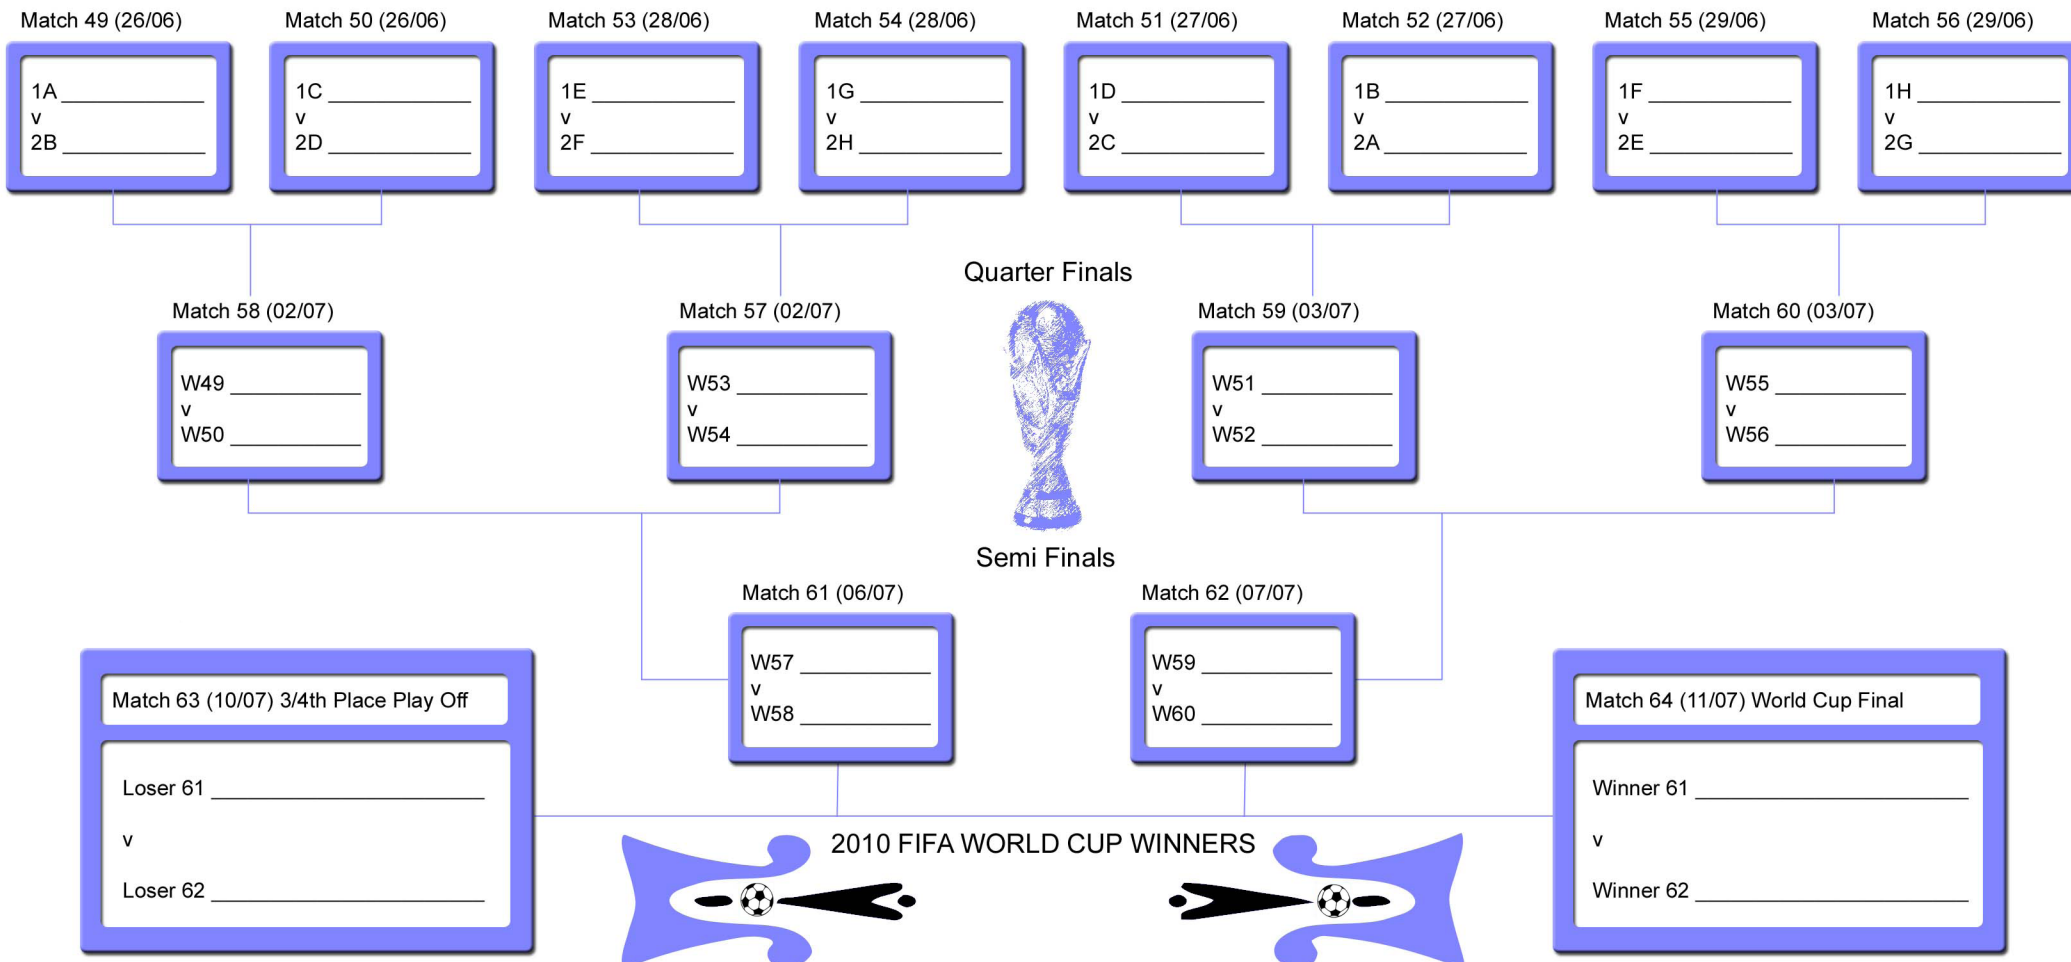 Match 49 (26/06)
1A
v
2B
Match 50 (26/06)
1C
v
2D
Match 53 (28/06)
1E
v
2F
Match 54 (28/06)
1G
v
2H
Match 51 (27/06)
1D
v
2C
Match 52 (27/06)
1B
v
2A
Match 55 (29/06)
1F
v
2E
Match 56 (29/06)
1H
v
2G
Quarter Finals
Match 58 (02/07)
W49
v
W50
Match 57 (02/07)
W53
v
W54
Match 59 (03/07)
W51
v
W52
Match 60 (03/07)
W55
v
W56
Semi Finals
Match 61 (06/07)
W57
v
W58
Match 62 (07/07)
W59
v
W60
Match 63 (10/07) 3/4th Place Play Off
Loser 61
v
Loser 62
Match 64 (11/07) World Cup Final
Winner 61
v
Winner 62
2010 FIFA WORLD CUP WINNERS